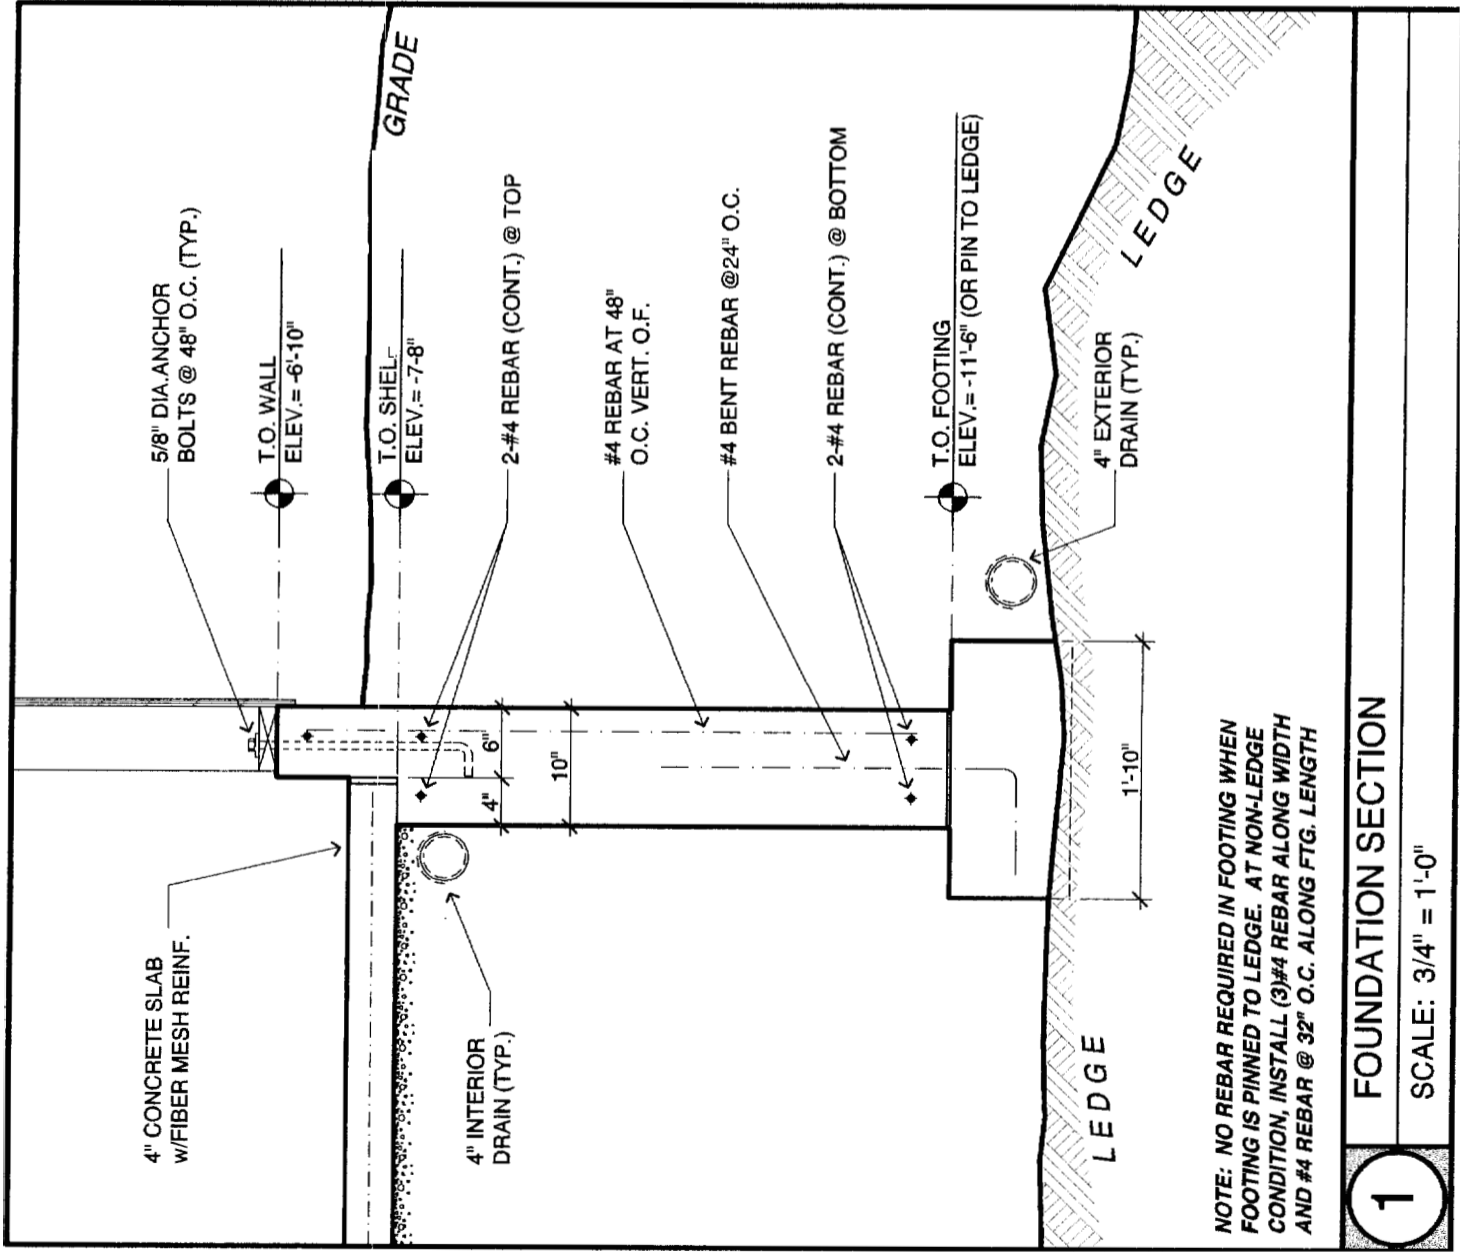 5/8" DIA.ANCHOR
BOLTS @ 48" O.C. (TYP.)
T.O. WALL
ELEV.= -6'-10"
GRADE
T.O. SHELF
ELEV.= -7-8"
2-#4 REBAR (CONT.) @ TOP
#4 REBAR AT 48"
O.C. VERT. O.F.
#4 BENT REBAR @24" O.C.
2-#4 REBAR (CONT.) @ BOTTOM
T.O. FOOTING
ELEV.= -11'-6" (OR PIN TO LEDGE)
4" EXTERIOR
DRAIN (TYP.)
LEDGE
4" CONCRETE SLAB
w/FIBER MESH REINF.
4" INTERIOR
DRAIN (TYP.)
4"
6"
10"
1'-10"
LEDGE
NOTE: NO REBAR REQUIRED IN FOOTING WHEN
FOOTING IS PINNED TO LEDGE. AT NON-LEDGE
CONDITION, INSTALL (3)#4 REBAR ALONG WIDTH
AND #4 REBAR @ 32" O.C. ALONG FTG. LENGTH
1
FOUNDATION SECTION
SCALE: 3/4" = 1'-0"